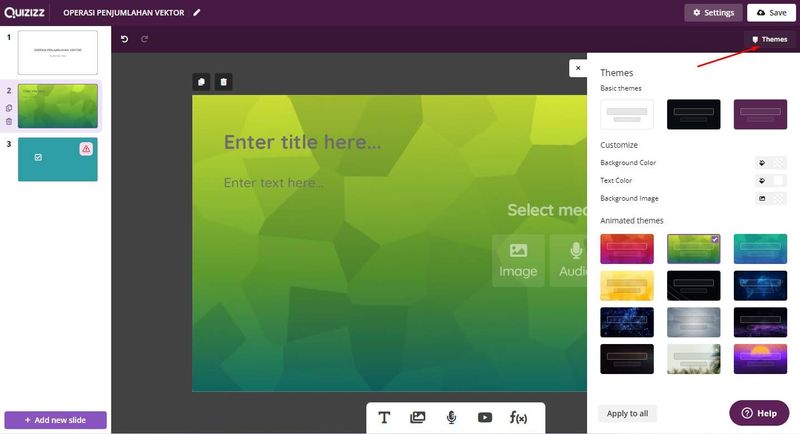 Quizizz
OPERASI PENJUMLAHAN VEKTOR
Settings
Save
Themes
1
OPERASI PENJUMLAHAN VEKTOR
2
3
Enter title here...
Enter text here...
Select med
Image
Audi
Themes
Basic themes
Customize
Background Color
Text Color
Background Image
Animated themes
+ Add new slide
T
f(x)
Apply to all
Help